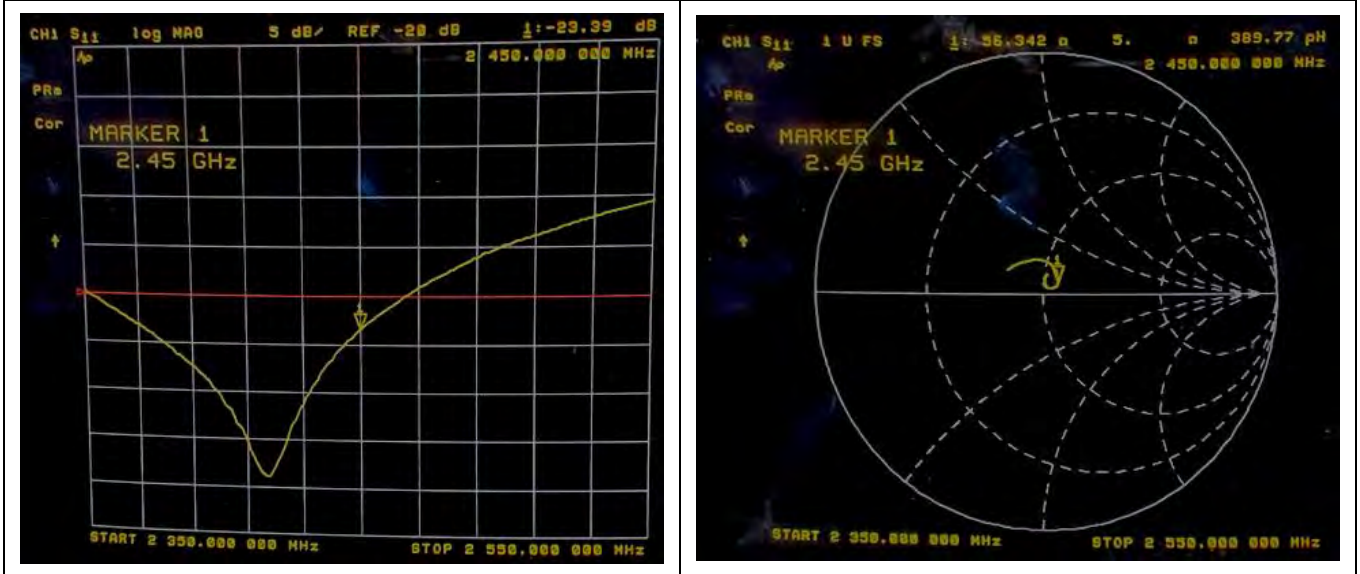 CH1 S11 log MAG 5 dB/ REF -20 dB 1:-23.39 dB
2 450.000 000 MHz
PRm
Cor
MARKER 1
2.45 GHz
START 2 350.000 000 MHz STOP 2 550.000 000 MHz
CH1 S11 1 U FS 1: 56.342 Ω 5. Ω 389.77 pH
2 450.000 000 MHz
PRm
Cor
MARKER 1
2.45 GHz
START 2 350.000 000 MHz STOP 2 550.000 000 MHz